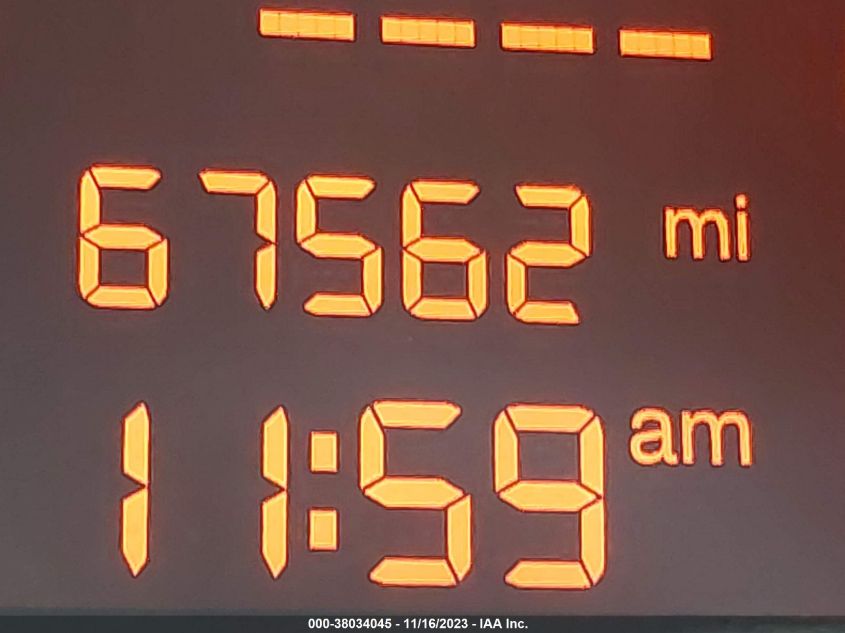 ----
67562 mi
11:59 am
000-38034045 - 11/16/2023 - IAA Inc.